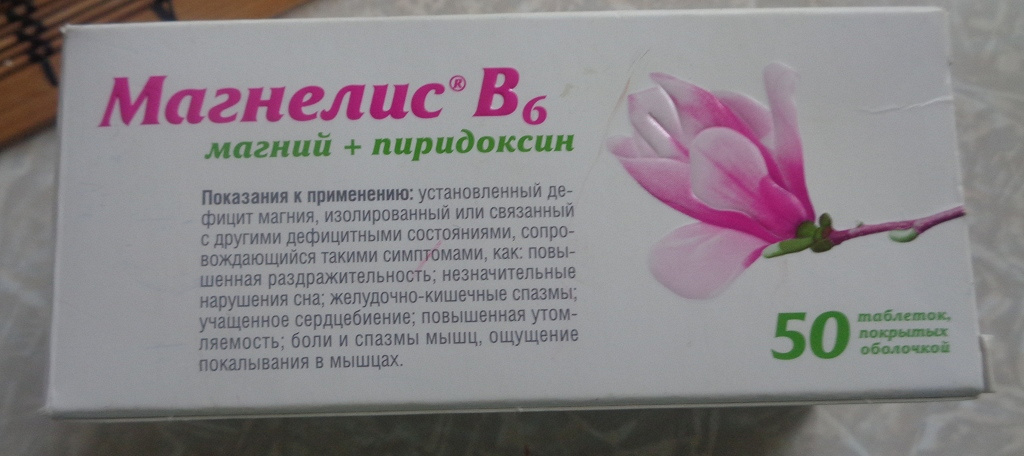 Магнелис® B6
магний + пиридоксин
Показания к применению: установленный де-
фицит магния, изолированный или связанный
с другими дефицитными состояниями, сопро-
вождающийся такими симптомами, как: повы-
шенная раздражительность; незначительные
нарушения сна; желудочно-кишечные спазмы;
учащенное сердцебиение; повышенная утом-
ляемость; боли и спазмы мышц, ощущение
покалывания в мышцах.
50 таблеток,
покрытых
оболочкой